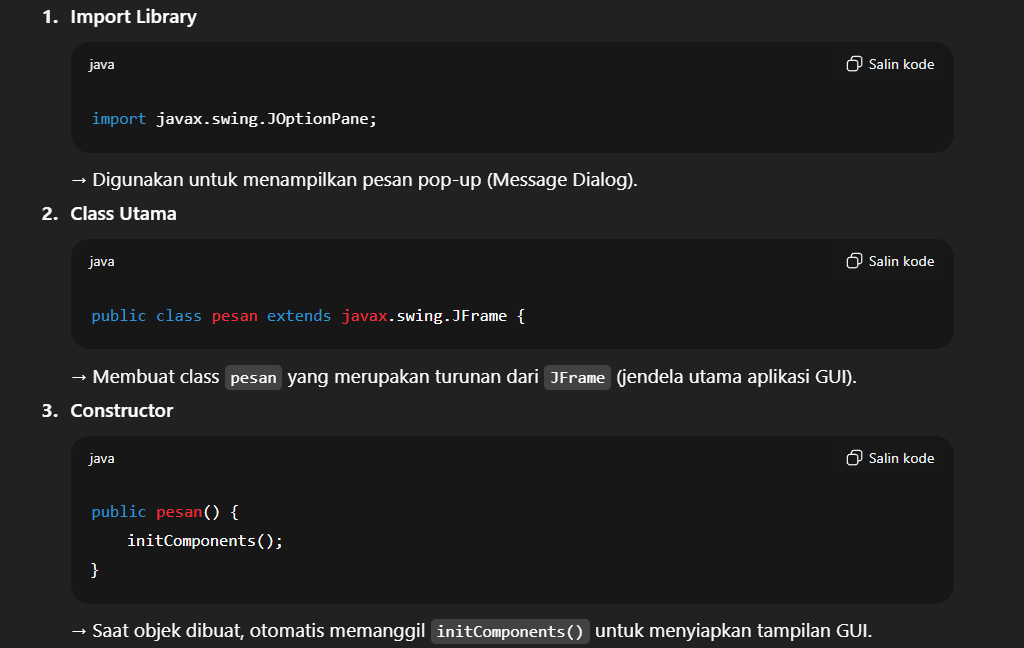 1. Import Library
java Salin kode
import javax.swing.JOptionPane;
→ Digunakan untuk menampilkan pesan pop-up (Message Dialog).
2. Class Utama
java Salin kode
public class pesan extends javax.swing.JFrame {
→ Membuat class pesan yang merupakan turunan dari JFrame (jendela utama aplikasi GUI).
3. Constructor
java Salin kode
public pesan() {
    initComponents();
}
→ Saat objek dibuat, otomatis memanggil initComponents() untuk menyiapkan tampilan GUI.